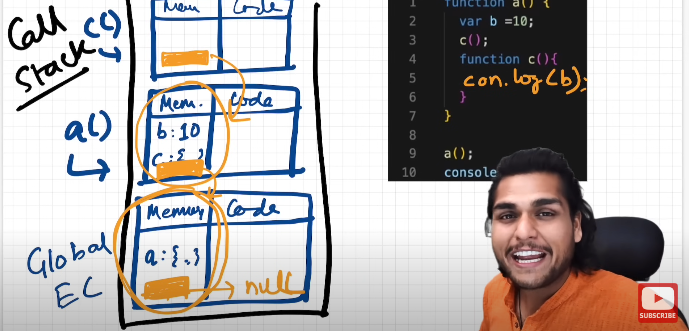 Call
Stack
c()
Mem
Code
a()
Mem.
Code
b:10
c:{..}
Global
EC
Memory
Code
a:{..}
null
1 function a() {
2 var b =10;
3 c();
4 function c(){
5 con.log(b);
6 }
7 }
8
9 a();
10 console
SUBSCRIBE